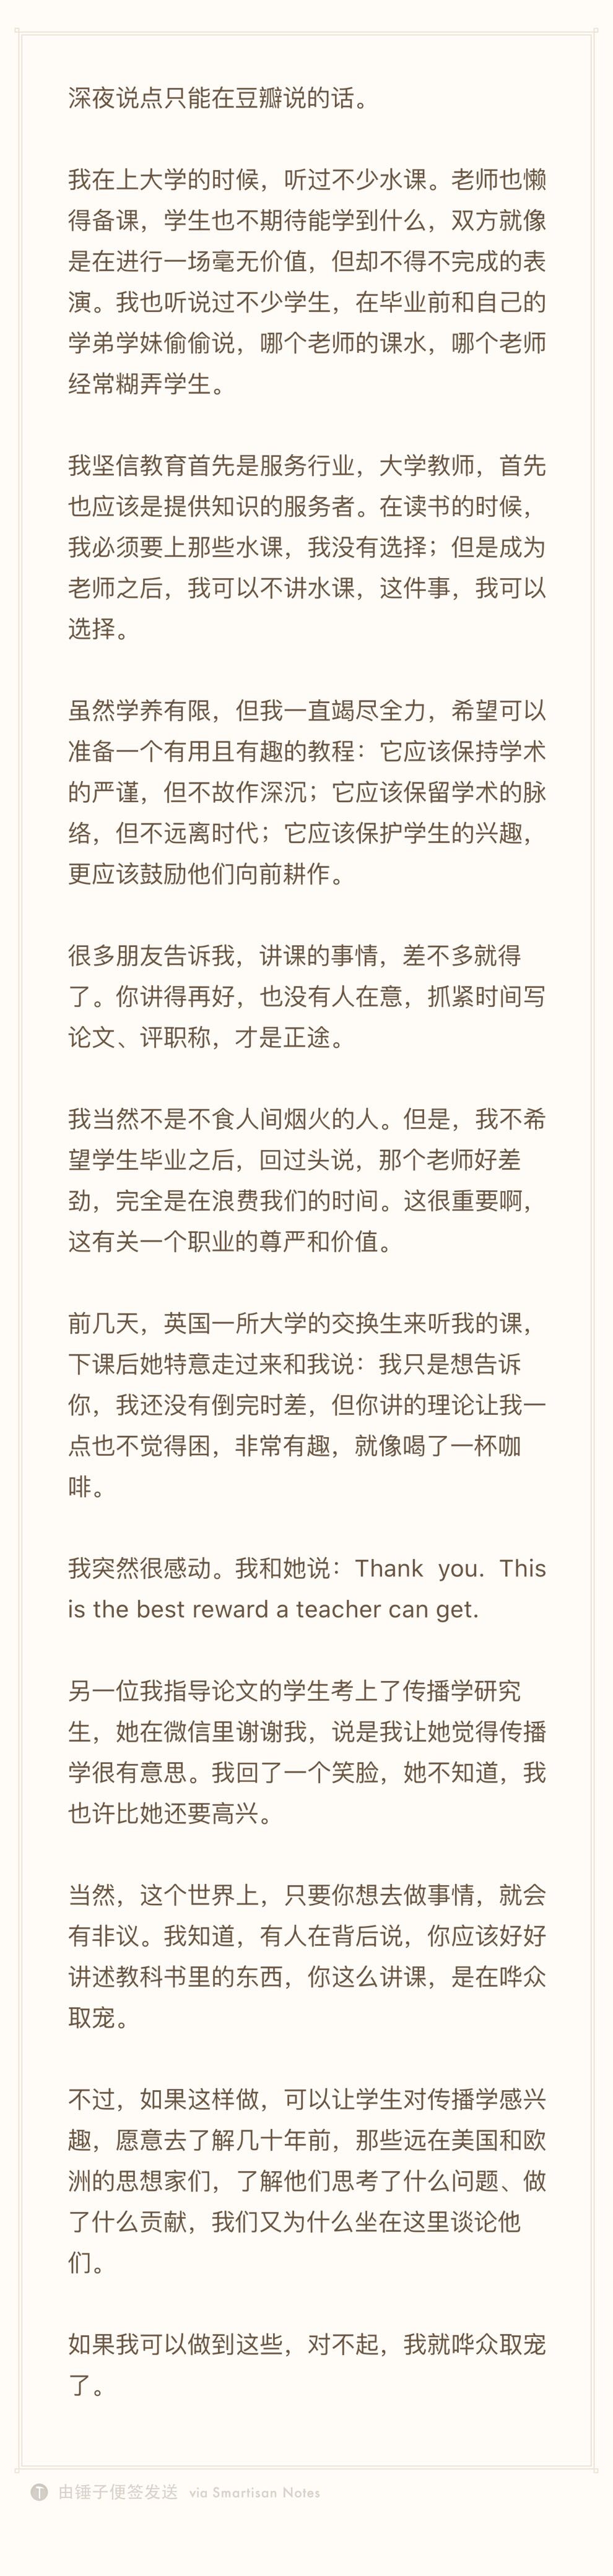 深夜说点只能在豆瓣说的话。
我在上大学的时候，听过不少水课。老师也懒
得备课，学生也不期待能学到什么，双方就像
是在进行一场毫无价值，但却不得不完成的表
演。我也听说过不少学生，在毕业前和自己的
学弟学妹偷偷说，哪个老师的课水，哪个老师
经常糊弄学生。
我坚信教育首先是服务行业，大学教师，首先
也应该是提供知识的服务者。在读书的时候，
我必须要上那些水课，我没有选择；但是成为
老师之后，我可以不讲水课，这件事，我可以
选择。
虽然学养有限，但我一直竭尽全力，希望可以
准备一个有用且有趣的教程：它应该保持学术
的严谨，但不故作深沉；它应该保留学术的脉
络，但不远离时代；它应该保护学生的兴趣，
更应该鼓励他们向前耕作。
很多朋友告诉我，讲课的事情，差不多就得
了。你讲得再好，也没有人在意，抓紧时间写
论文、评职称，才是正途。
我当然不是不食人间烟火的人。但是，我不希
望学生毕业之后，回过头说，那个老师好差
劲，完全是在浪费我们的时间。这很重要啊，
这有关一个职业的尊严和价值。
前几天，英国一所大学的交换生来听我的课，
下课后她特意走过来和我说：我只是想告诉
你，我还没有倒完时差，但你讲的理论让我一
点也不觉得困，非常有趣，就像喝了一杯咖
啡。
我突然很感动。我和她说：Thank you. This
is the best reward a teacher can get.
另一位我指导论文的学生考上了传播学研究
生，她在微信里谢谢我，说是我让她觉得传播
学很有意思。我回了一个笑脸，她不知道，我
也许比她还要高兴。
当然，这个世界上，只要你想去做事情，就会
有非议。我知道，有人在背后说，你应该好好
讲述教科书里的东西，你这么讲课，是在哗众
取宠。
不过，如果这样做，可以让学生对传播学感兴
趣，愿意去了解几十年前，那些远在美国和欧
洲的思想家们，了解他们思考了什么问题、做
了什么贡献，我们又为什么坐在这里谈论他
们。
如果我可以做到这些，对不起，我就哗众取宠
了。
由锤子便签发送 via Smartisan Notes